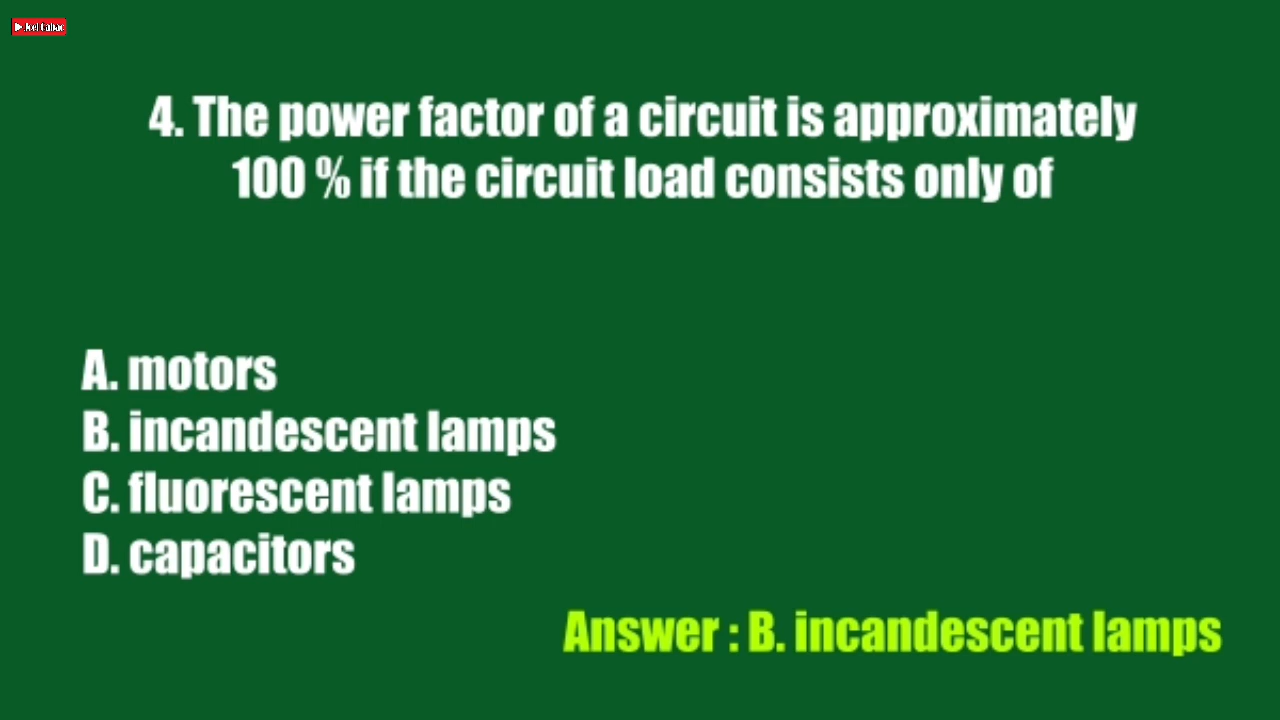 4. The power factor of a circuit is approximately
100 % if the circuit load consists only of
A. motors
B. incandescent lamps
C. fluorescent lamps
D. capacitors
Answer : B. incandescent lamps